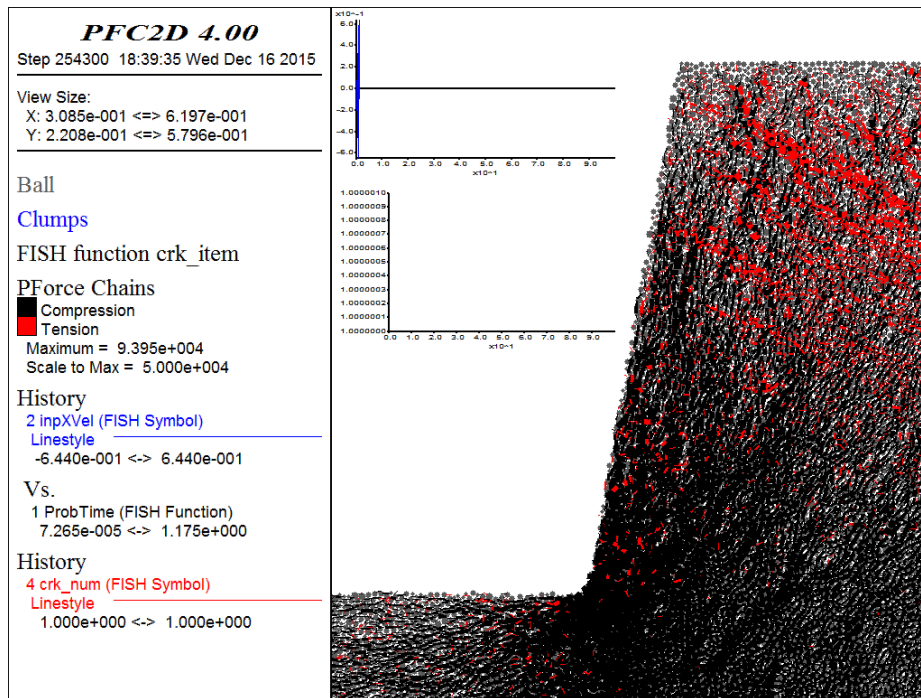 PFC2D 4.00
Step 254300 18:39:35 Wed Dec 16 2015
View Size:
X: 3.085e-001 <=> 6.197e-001
Y: 2.208e-001 <=> 5.796e-001
Ball
Clumps
FISH function crk_item
PForce Chains
Compression
Tension
Maximum = 9.395e+004
Scale to Max = 5.000e+004
History
2 inpXVel (FISH Symbol)
Linestyle
-6.440e-001 <-> 6.440e-001
Vs.
1 ProbTime (FISH Function)
7.265e-005 <-> 1.175e+000
History
4 crk_num (FISH Symbol)
Linestyle
1.000e+000 <-> 1.000e+000
x10^-1
6.0
4.0
2.0
0.0
-2.0
-4.0
-6.0
0.0 1.0 2.0 3.0 4.0 5.0 6.0 7.0 8.0 9.0
x10^1
1.0000010
1.0000009
1.0000008
1.0000007
1.0000006
1.0000005
1.0000004
1.0000003
1.0000002
1.0000001
1.0000000
0.0 1.0 2.0 3.0 4.0 5.0 6.0 7.0 8.0 9.0
x10^1